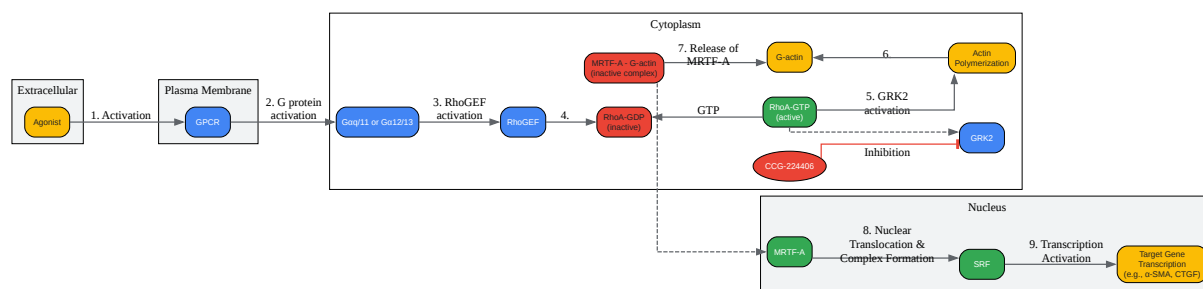 Cytoplasm
7. Release of
MRTF-A
6.
MRTF-A - G-actin
(inactive complex)
G-actin
Actin
Polymerization
Extracellular
Plasma Membrane
Agonist
1. Activation
GPCR
2. G protein
activation
Gαq/11 or Gα12/13
3. RhoGEF
activation
RhoGEF
4.
RhoA-GDP
(inactive)
GTP
RhoA-GTP
(active)
5. GRK2
activation
GRK2
CCG-224406
Inhibition
Nucleus
MRTF-A
8. Nuclear
Translocation &
Complex Formation
SRF
9. Transcription
Activation
Target Gene
Transcription
(e.g., α-SMA, CTGF)